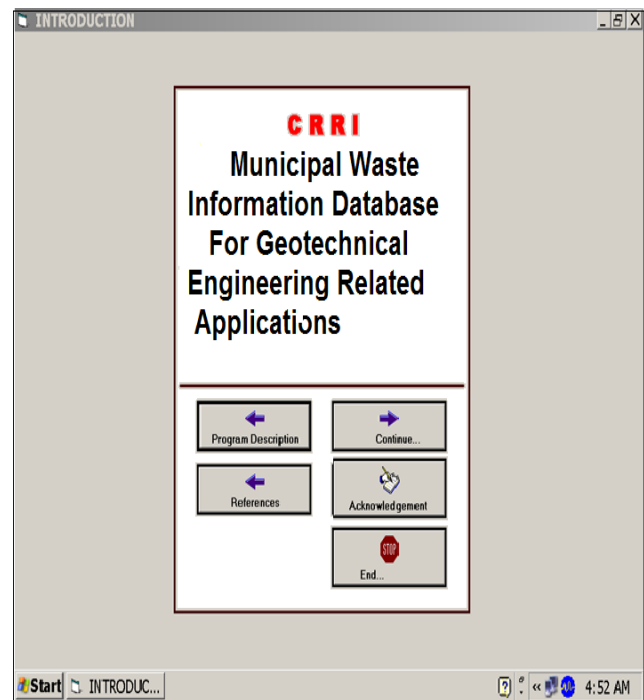 INTRODUCTION
CRRI
Municipal Waste
Information Database
For Geotechnical
Engineering Related
Applications
Program Description
Continue...
References
Acknowledgement
STOP
End...
Start
INTRODUC...
4:52 AM